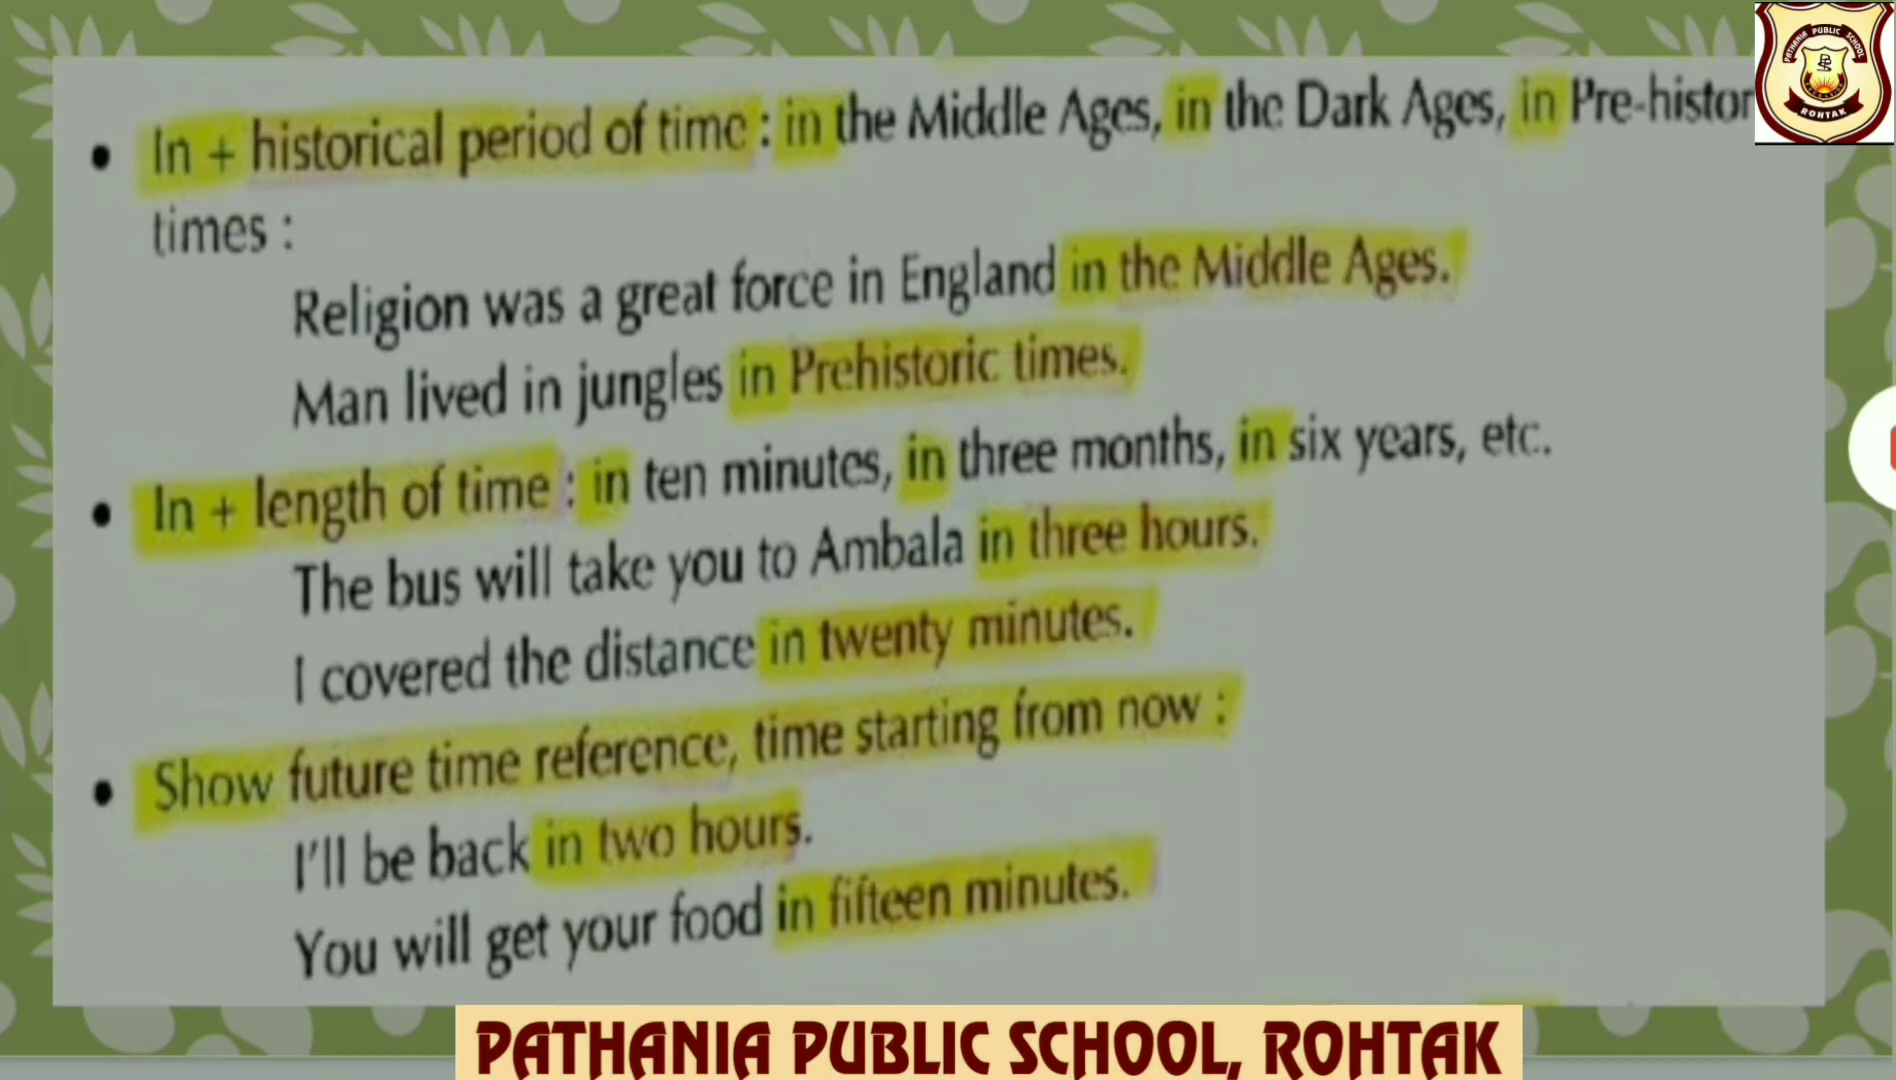 • In + historical period of time : in the Middle Ages, in the Dark Ages, in Pre-histor
times :
Religion was a great force in England in the Middle Ages.
Man lived in jungles in Prehistoric times.
• In + length of time : in ten minutes, in three months, in six years, etc.
The bus will take you to Ambala in three hours.
I covered the distance in twenty minutes.
• Show future time reference, time starting from now :
I'll be back in two hours.
You will get your food in fifteen minutes.
PATHANIA PUBLIC SCHOOL
ROHTAK
PATHANIA PUBLIC SCHOOL, ROHTAK